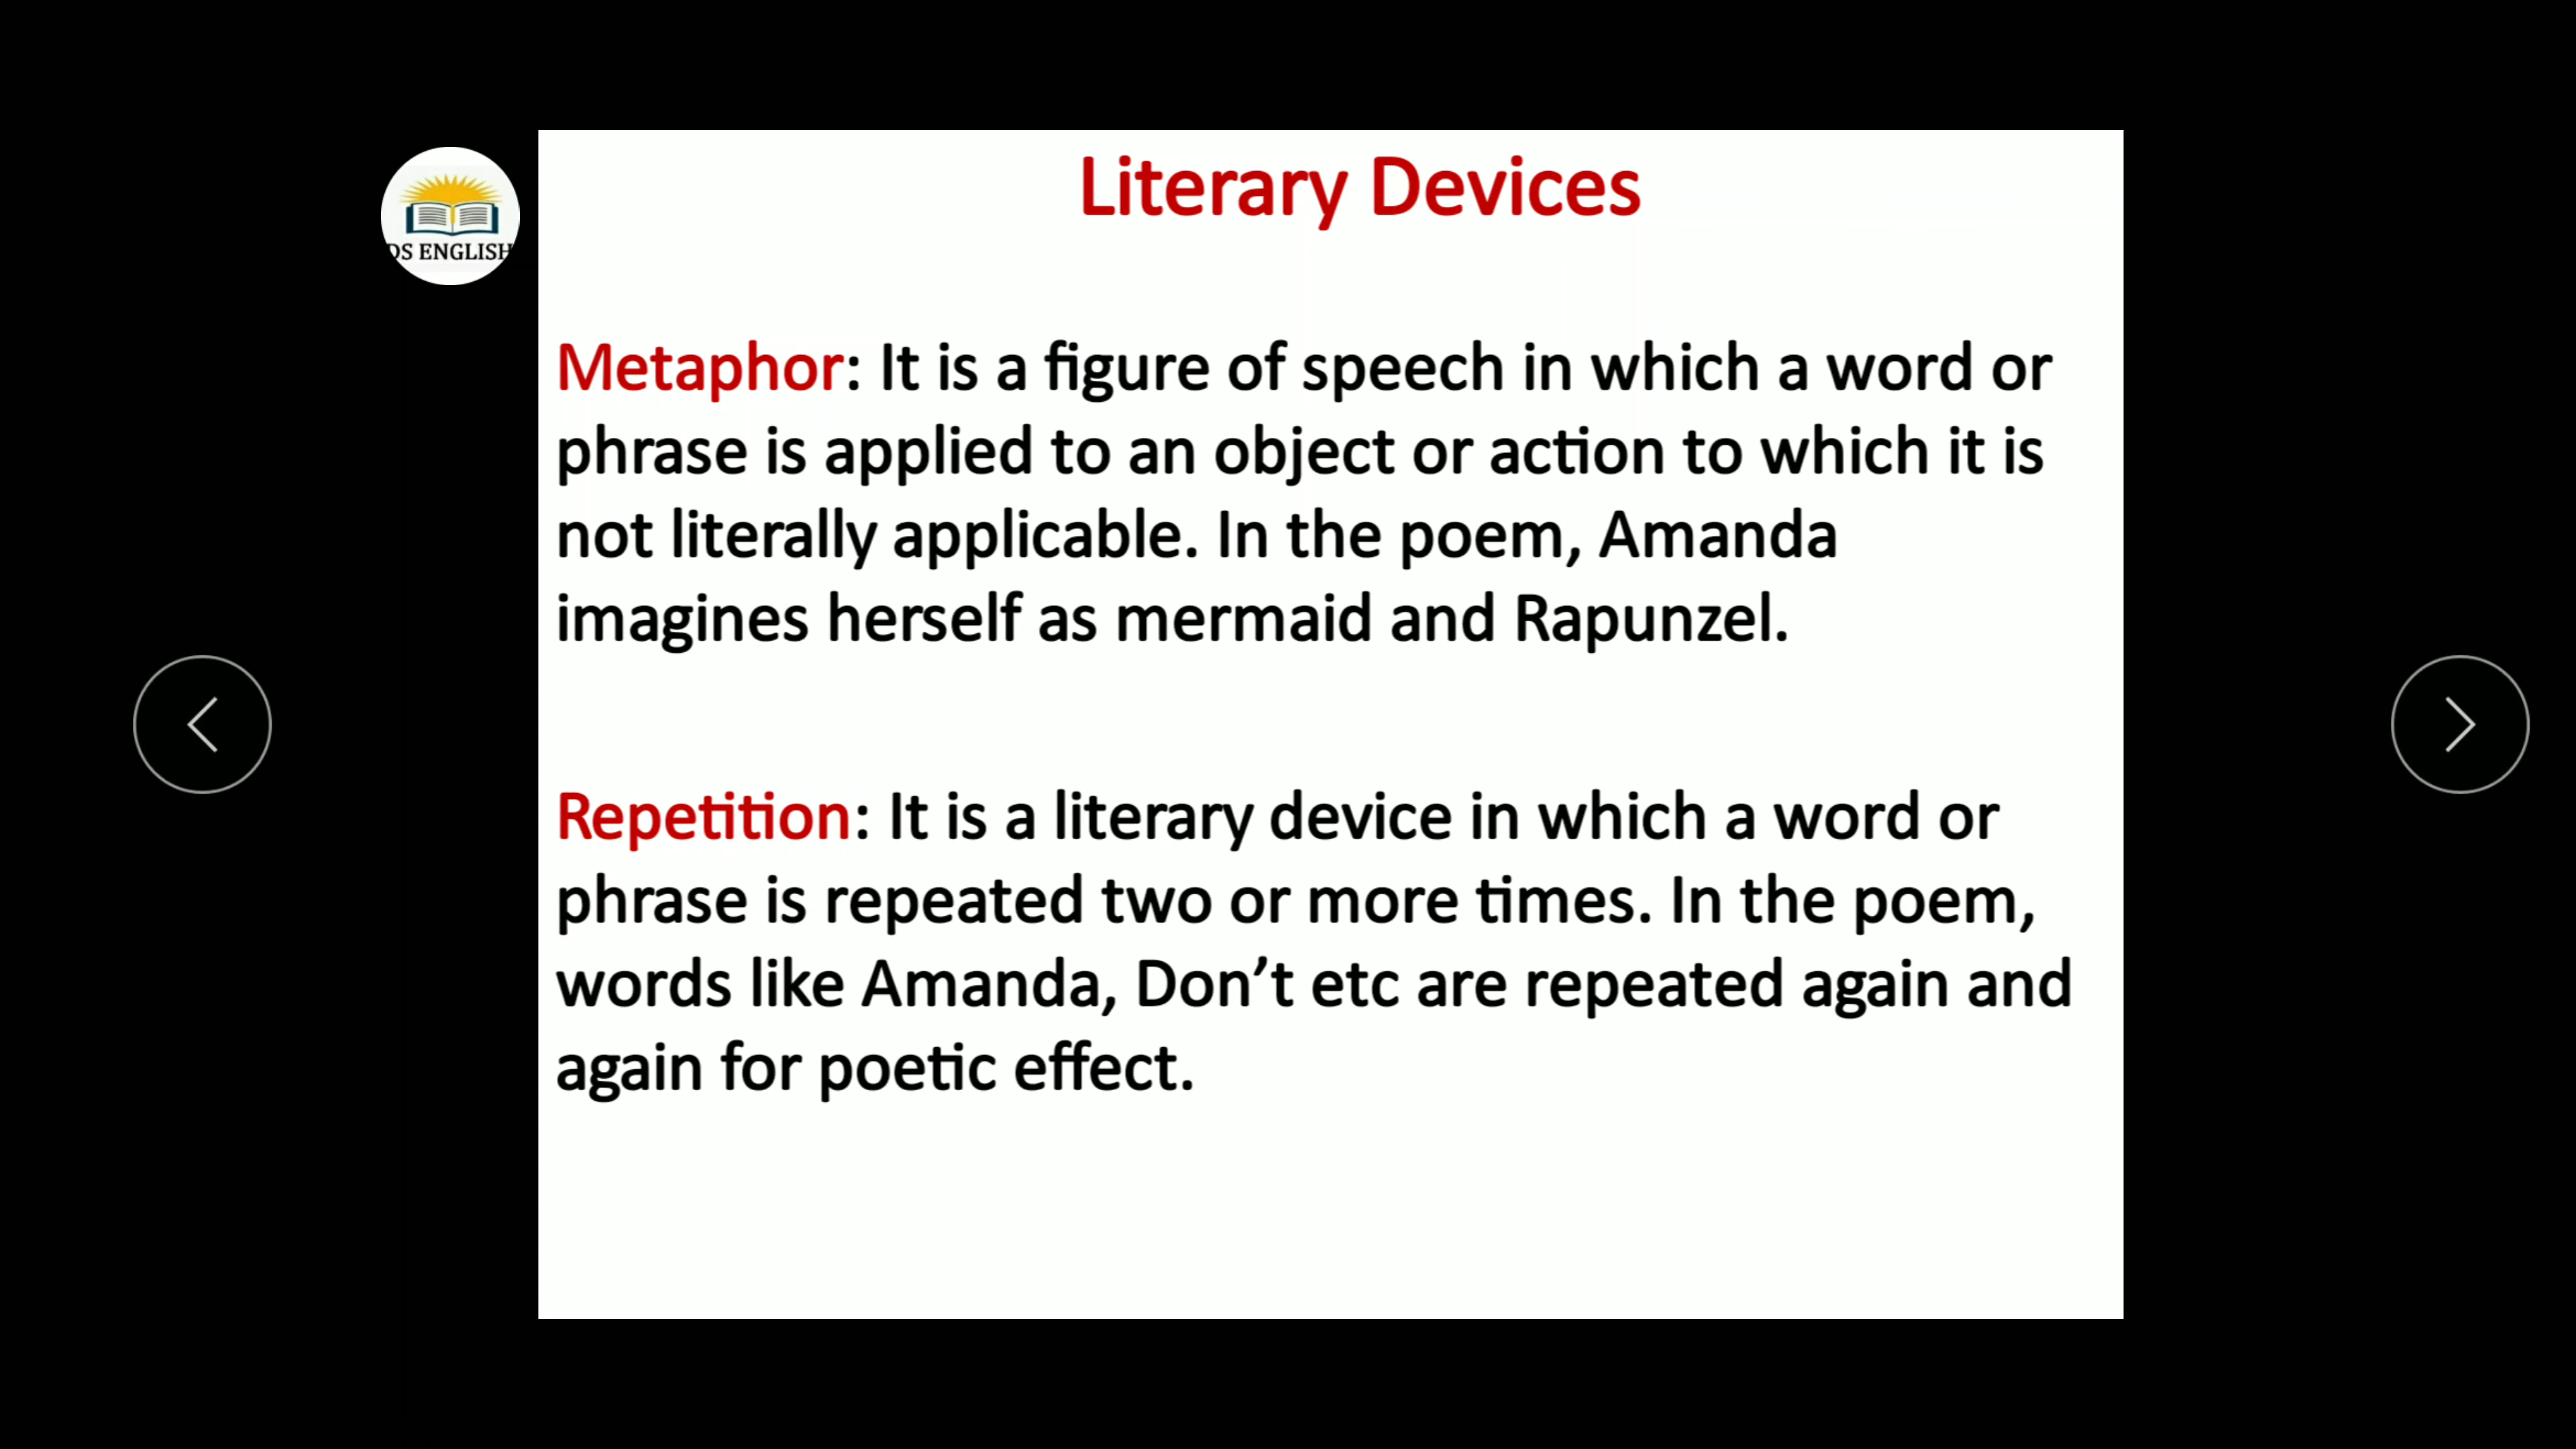 Literary Devices
DS ENGLISH
Metaphor: It is a figure of speech in which a word or
phrase is applied to an object or action to which it is
not literally applicable. In the poem, Amanda
imagines herself as mermaid and Rapunzel.
Repetition: It is a literary device in which a word or
phrase is repeated two or more times. In the poem,
words like Amanda, Don’t etc are repeated again and
again for poetic effect.